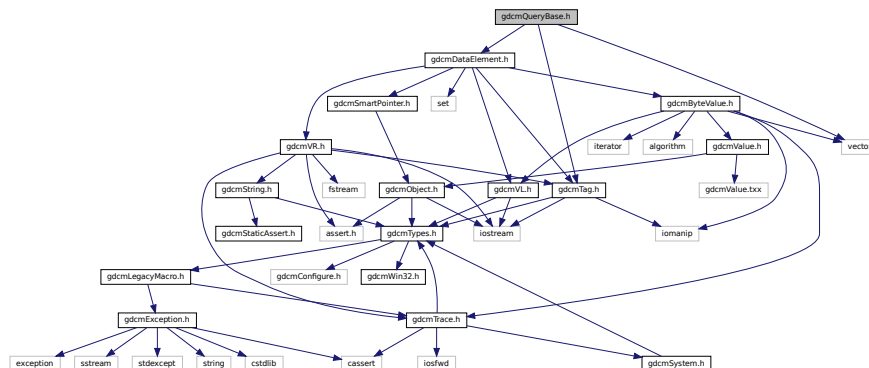 gdcmQueryBase.h
gdcmDataElement.h
gdcmSmartPointer.h
set
gdcmByteValue.h
gdcmVR.h
iterator
algorithm
gdcmValue.h
vector
gdcmString.h
fstream
gdcmObject.h
gdcmVL.h
gdcmTag.h
gdcmValue.txx
gdcmStaticAssert.h
assert.h
gdcmTypes.h
iostream
iomanip
gdcmLegacyMacro.h
gdcmConfigure.h
gdcmWin32.h
gdcmException.h
gdcmTrace.h
exception
sstream
stdexcept
string
cstdlib
cassert
iosfwd
gdcmSystem.h